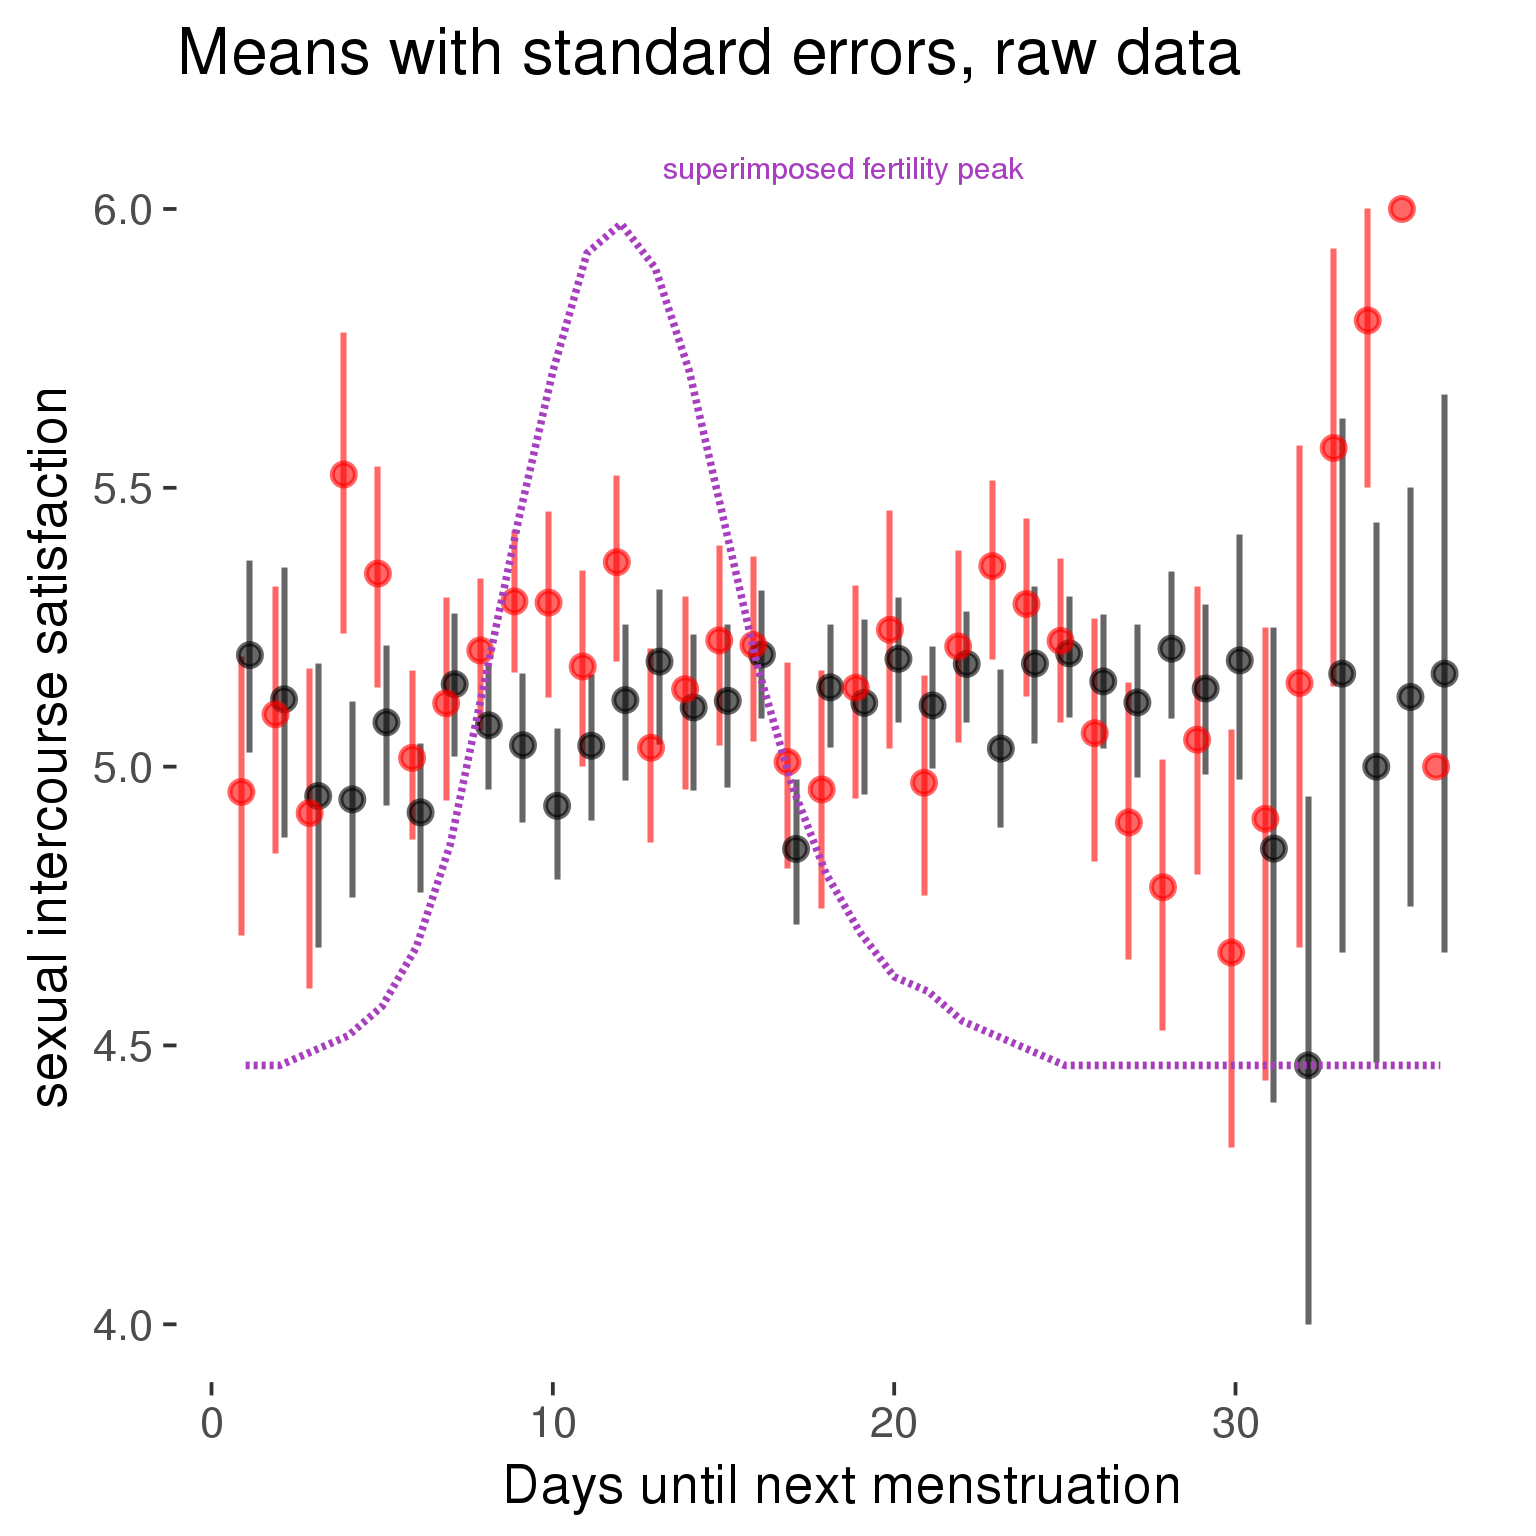 Means with standard errors, raw data
superimposed fertility peak
6.0
5.5
5.0
4.5
4.0
sexual intercourse satisfaction
0 10 20 30
Days until next menstruation